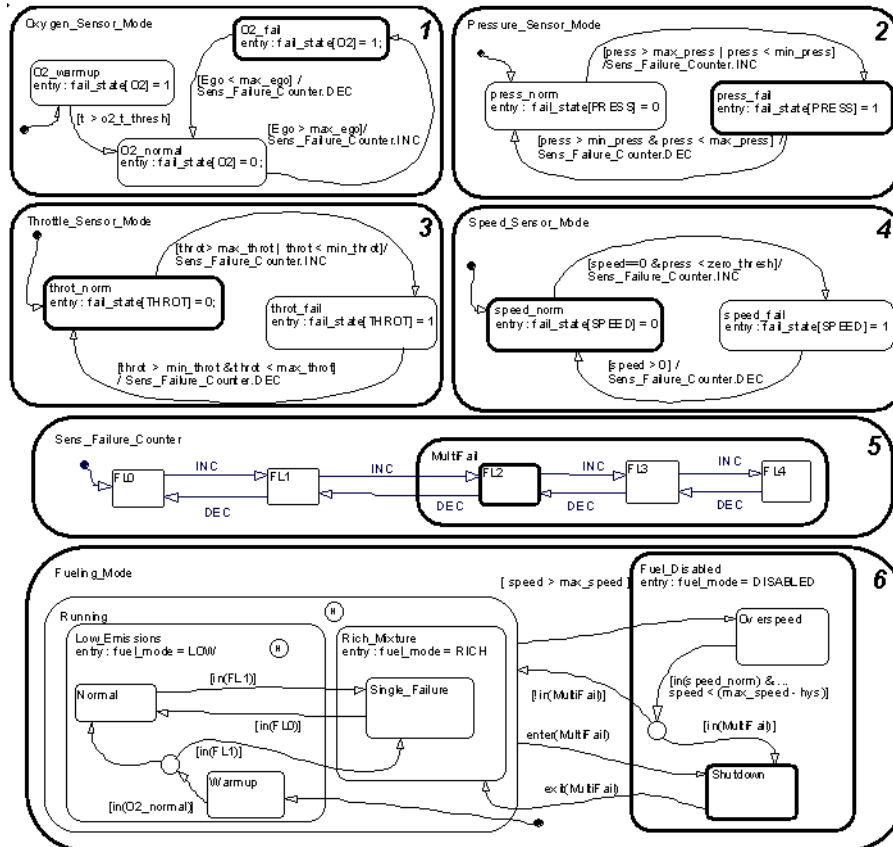 Oxygen_Sensor_Mode
1
O2_fail
entry : fail_state[O2] = 1;
O2_warmup
entry : fail_state[O2] = 1
[Ego < max_ego] /
Sens_Failure_Counter.DEC
[t > o2_t_thresh]
[Ego > max_ego]/
Sens_Failure_Counter.INC
O2_normal
entry : fail_state[O2] = 0;
Pressure_Sensor_Mode
2
[press > max_press | press < min_press]
/Sens_Failure_Counter.INC
press_norm
entry : fail_state[PRESS] = 0
press_fail
entry : fail_state[PRESS] = 1
[press > min_press & press < max_press] /
Sens_Failure_Counter.DEC
Throttle_Sensor_Mode
3
[throt> max_throt | throt < min_throt]/
Sens_Failure_Counter.INC
throt_norm
entry : fail_state[THROT] = 0;
throt_fail
entry : fail_state[THROT] = 1
[throt > min_throt &throt < max_throt]
/ Sens_Failure_Counter.DEC
Speed_Sensor_Mode
4
[speed==0 &press < zero_thresh]/
Sens_Failure_Counter.INC
speed_norm
entry : fail_state[SPEED] = 0
speed_fail
entry : fail_state[SPEED] = 1
[speed >0] /
Sens_Failure_Counter.DEC
Sens_Failure_Counter
5
MultiFail
FL0
INC
DEC
FL1
INC
DEC
FL2
INC
DEC
FL3
INC
DEC
FL4
Fueling_Mode
6
[ speed > max_speed ]
Fuel_Disabled
entry : fuel_mode = DISABLED
Running
H
Low_Emissions
entry : fuel_mode = LOW
H
Rich_Mixture
entry : fuel_mode = RICH
Overspeed
[in(FL1)]
Normal
Single_Failure
[in(FL0)]
[in(FL1)]
Warmup
[in(O2_normal)]
[!in(MultiFail)]
[in(speed_norm) &...
speed < (max_speed - hys)]
[in(MultiFail)]
enter(MultiFail)
Shutdown
exit(MultiFail)